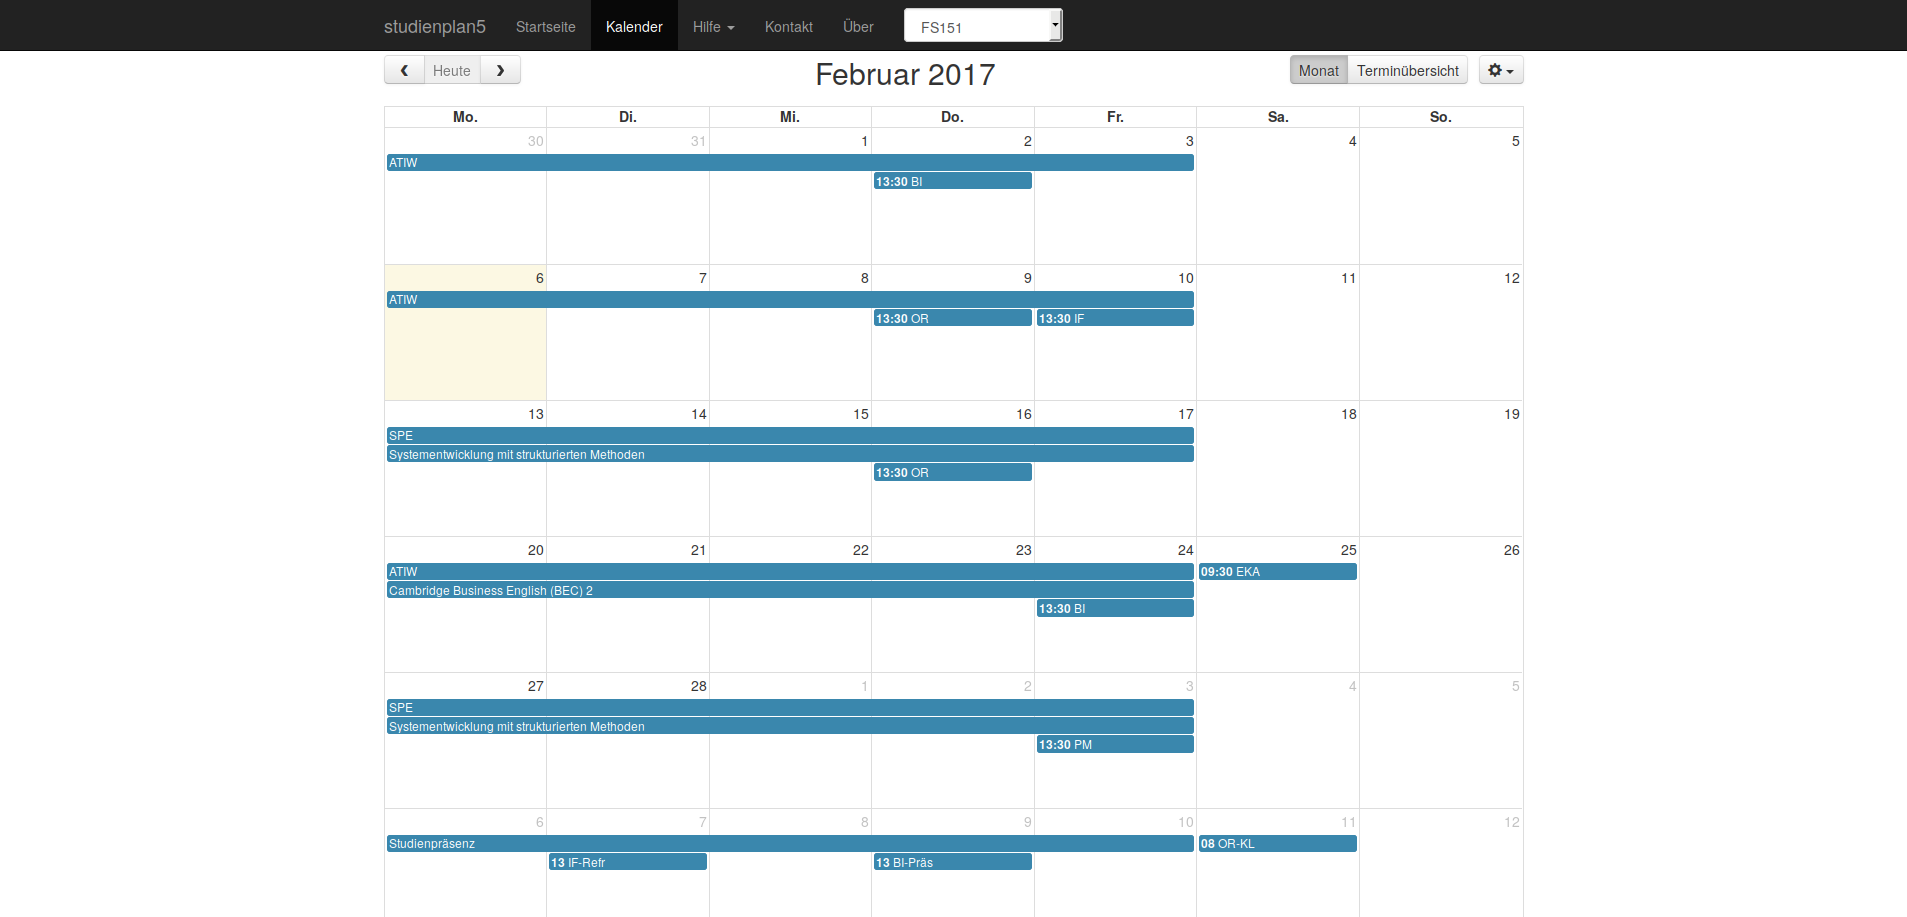 studienplan5 Startseite Kalender Hilfe Kontakt Über FS151
Heute Februar 2017 Monat Terminübersicht
Mo. Di. Mi. Do. Fr. Sa. So.
30 31 1 2 3 4 5
ATIW
13:30 BI
6 7 8 9 10 11 12
ATIW
13:30 OR 13:30 IF
13 14 15 16 17 18 19
SPE
Systementwicklung mit strukturierten Methoden
13:30 OR
20 21 22 23 24 25 26
ATIW 09:30 EKA
Cambridge Business English (BEC) 2
13:30 BI
27 28 1 2 3 4 5
SPE
Systementwicklung mit strukturierten Methoden
13:30 PM
6 7 8 9 10 11 12
Studienpräsenz 08 OR-KL
13 IF-Refr 13 BI-Präs